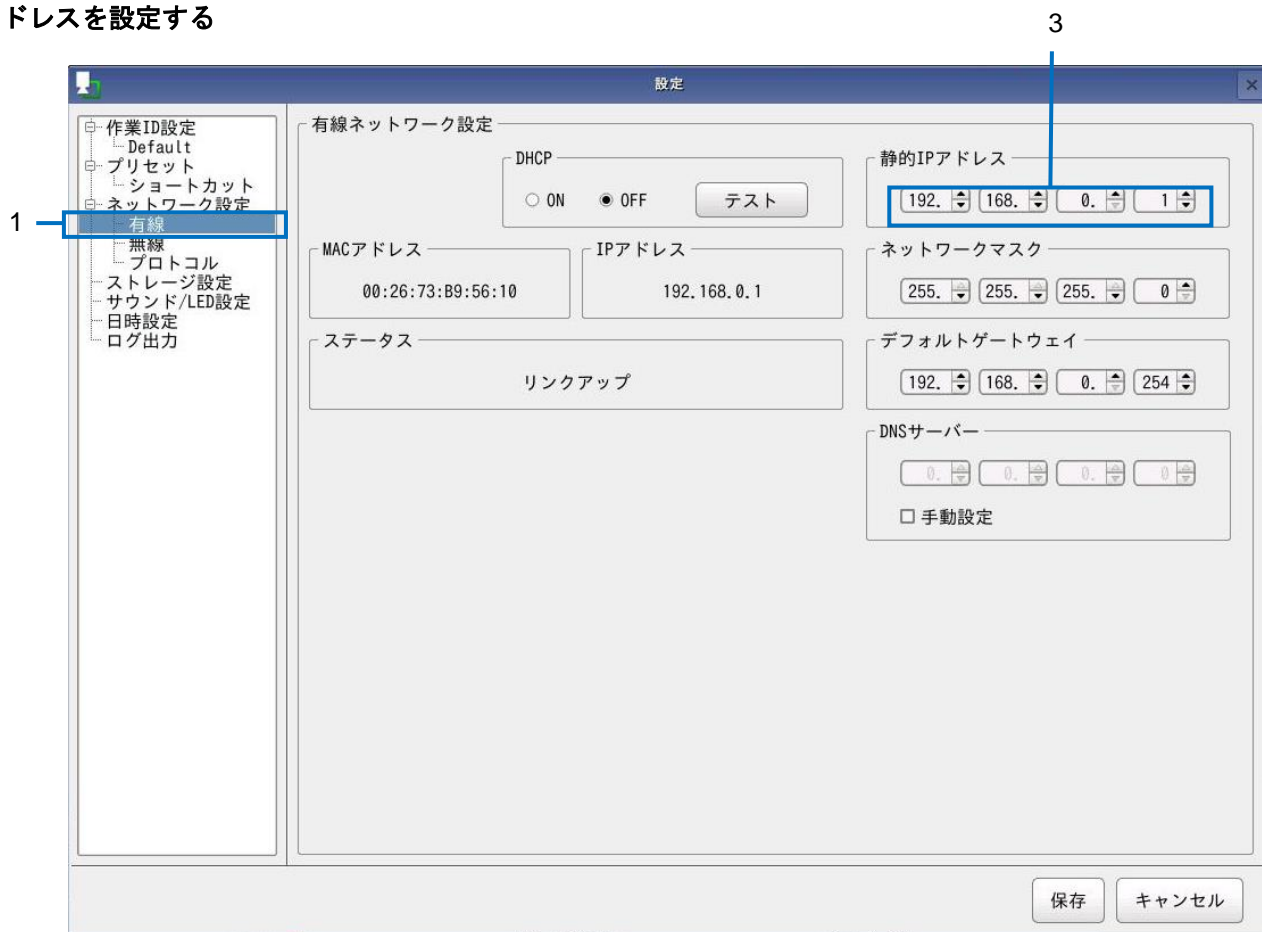 ドレスを設定する
3
設定
1
作業ID設定
Default
プリセット
ショートカット
ネットワーク設定
有線
無線
プロトコル
ストレージ設定
サウンド/LED設定
日時設定
ログ出力
有線ネットワーク設定
DHCP
ON OFF テスト
静的IPアドレス
192. 168. 0. 1
MACアドレス
00:26:73:B9:56:10
IPアドレス
192.168.0.1
ネットワークマスク
255. 255. 255. 0
ステータス
リンクアップ
デフォルトゲートウェイ
192. 168. 0. 254
DNSサーバー
0. 0. 0. 0
手動設定
保存 キャンセル